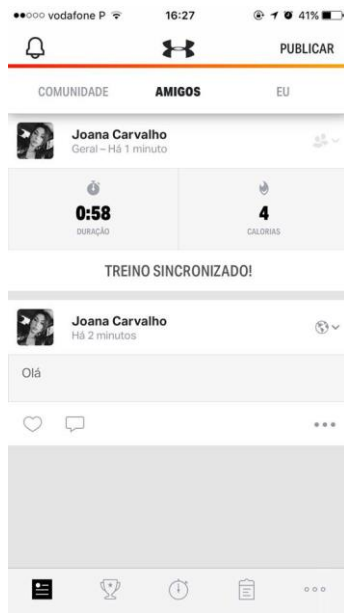 vodafone P 16:27 41%
PUBLICAR
COMUNIDADE AMIGOS EU
Joana Carvalho
Geral – Há 1 minuto
0:58 4
DURAÇÃO CALORIAS
TREINO SINCRONIZADO!
Joana Carvalho
Há 2 minutos
Olá